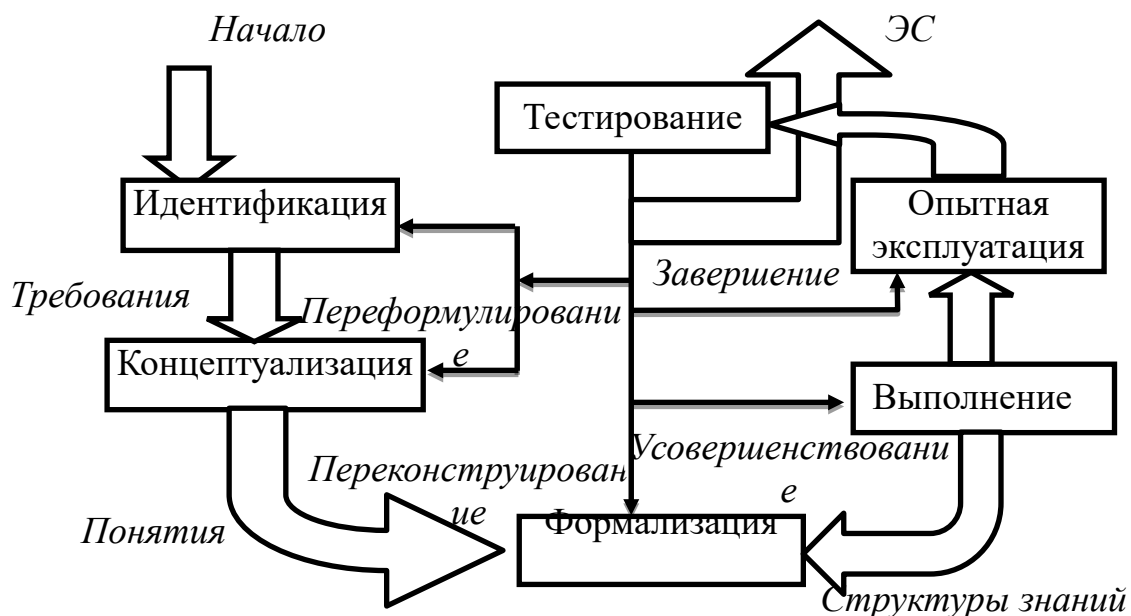 Начало
ЭС
Тестирование
Идентификация
Опытная
эксплуатация
Требования
Завершение
Переформулировани
е
Концептуализация
Выполнение
Усовершенствовани
е
Переконструирован
ие
Понятия
Формализация
Структуры знаний